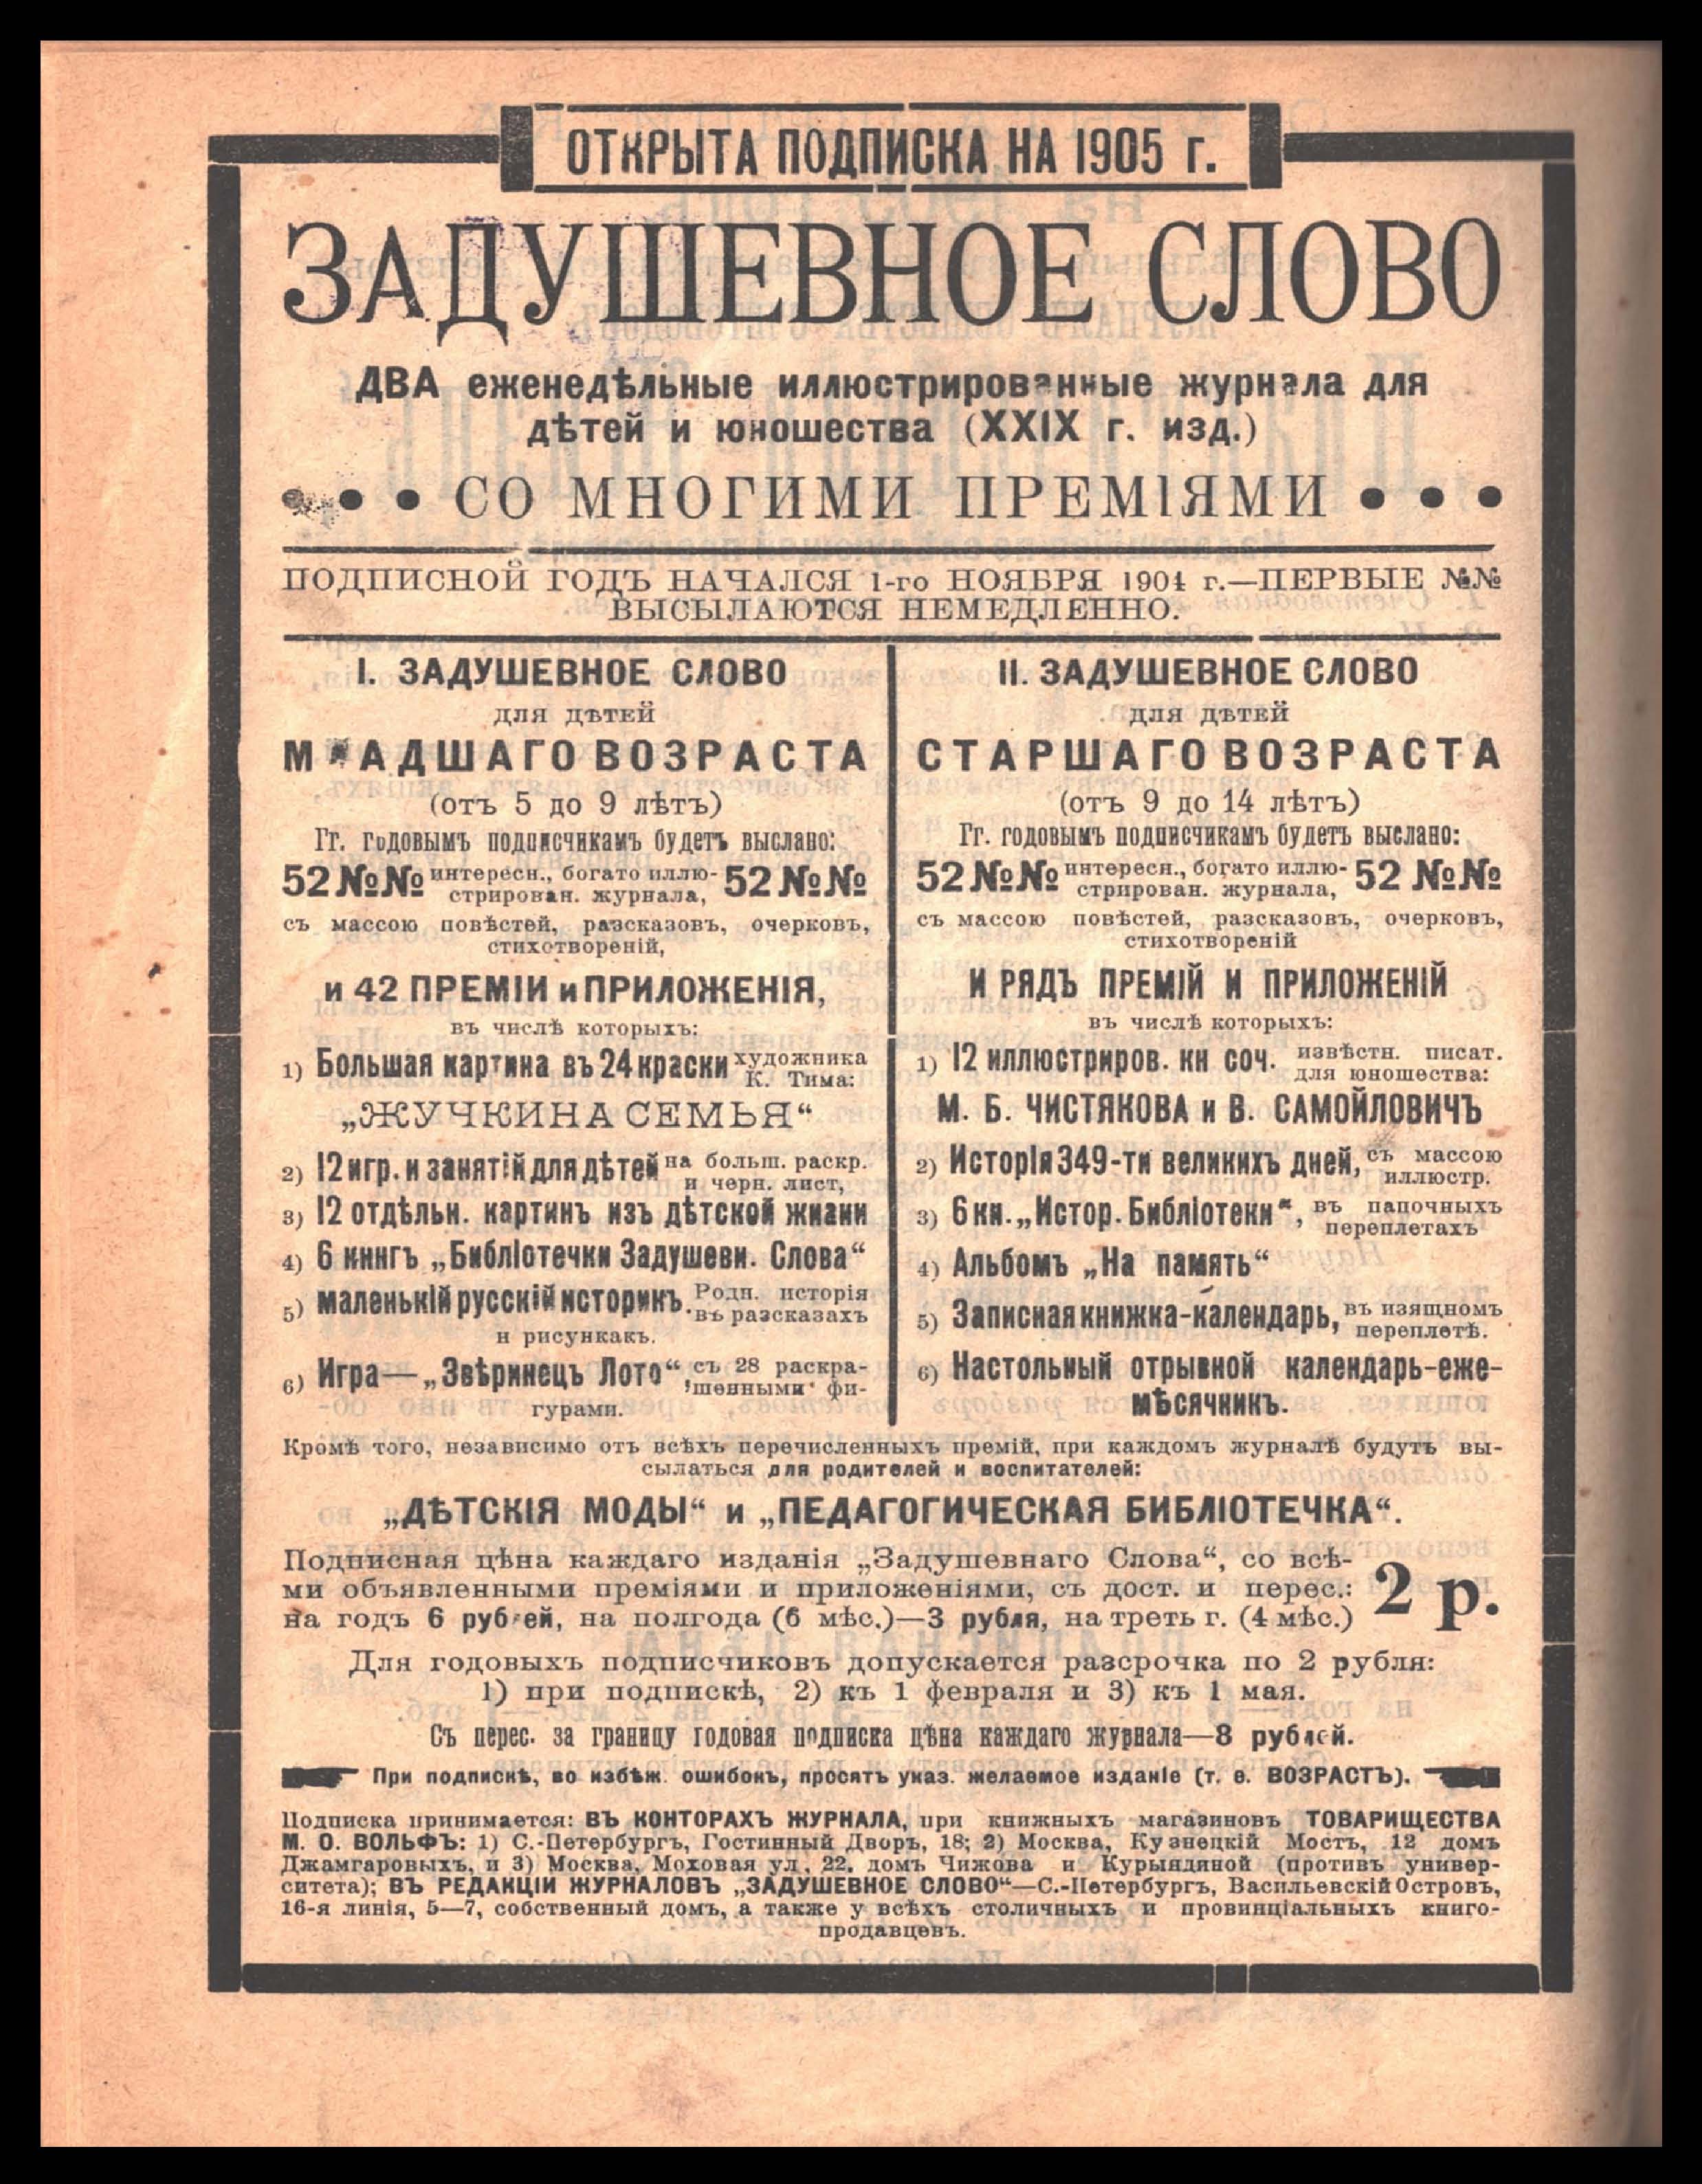 ОТКРЫТА ПОДПИСКА НА 1905 г.
ЗАДУШЕВНОЕ СЛОВО
ДВА еженедѣльные иллюстрированные журнала для
дѣтей и юношества (XXIX г. изд.)
• • • СО МНОГИМИ ПРЕМІЯМИ • • •
ПОДПИСНОЙ ГОДЪ НАЧАЛСЯ 1-го НОЯБРЯ 1904 г.—ПЕРВЫЕ №№
ВЫСЫЛАЮТСЯ НЕМЕДЛЕННО.
I. ЗАДУШЕВНОЕ СЛОВО
для дѣтей
МЛАДШАГО ВОЗРАСТА
(отъ 5 до 9 лѣтъ)
Гг. годовымъ подписчикамъ будетъ выслано:
52 №№ интересн., богато иллю- 52 №№
стрирован. журнала,
съ массою повѣстей, разсказовъ, очерковъ,
стихотвореній,
и 42 ПРЕМІИ и ПРИЛОЖЕНІЯ,
въ числѣ которыхъ:
1) Большая картина въ 24 краски художника
К. Тима:
„ЖУЧКИНА СЕМЬЯ“
2) 12 игр. и занятій для дѣтей на больш. раскр.
и черн. лист,
3) 12 отдѣльн. картинъ изъ дѣтской жизни
4) 6 книгъ „Библіотечки Задушевн. Слова“
5) маленькій русскій историкъ. Родн. исторія
въ разсказахъ
и рисункакъ.
6) Игра—„Звѣринецъ Лото“, съ 28 раскра-
шенными фи-
гурами.
II. ЗАДУШЕВНОЕ СЛОВО
для дѣтей
СТАРШАГО ВОЗРАСТА
(отъ 9 до 14 лѣтъ)
Гг. годовымъ подписчикамъ будетъ выслано:
52 №№ интересн., богато иллю- 52 №№
стрирован. журнала,
съ массою повѣстей, разсказовъ, очерковъ,
стихотвореній
И РЯДЪ ПРЕМІЙ И ПРИЛОЖЕНІЙ
въ числѣ которыхъ:
1) 12 иллюстриров. кн соч. извѣстн. писат.
для юношества:
М. Б. ЧИСТЯКОВА и В. САМОЙЛОВИЧЪ
2) Исторія 349-ти великихъ дней, съ массою
иллюстр.
3) 6 кн. „Истор. Библіотеки“, въ папочныхъ
переплетахъ
4) Альбомъ „На память“
5) Записная книжка-календарь, въ изящномъ
переплетѣ.
6) Настольный отрывной календарь-еже-
мѣсячникъ.
Кромѣ того, независимо отъ всѣхъ перечисленныхъ премій, при каждомъ журналѣ будутъ вы-
сылаться для родителей и воспитателей:
„ДѢТСКІЯ МОДЫ“ и „ПЕДАГОГИЧЕСКАЯ БИБЛІОТЕЧКА“.
Подписная цѣна каждаго изданія „Задушевнаго Слова“, со всѣ-
ми объявленными преміями и приложеніями, съ дост. и перес.:
на годъ 6 рублей, на полгода (6 мѣс.)—3 рубля, на треть г. (4 мѣс.) 2 р.
Для годовыхъ подписчиковъ допускается разсрочка по 2 рубля:
1) при подпискѣ, 2) къ 1 февраля и 3) къ 1 мая.
Съ перес. за границу годовая подписка цѣна каждаго журнала—8 рублей.
При подпискѣ, во избѣж. ошибокъ, просятъ указ. желаемое изданіе (т. е. ВОЗРАСТЪ).
Подписка принимается: ВЪ КОНТОРАХЪ ЖУРНАЛА, при книжныхъ магазиновъ ТОВАРИЩЕСТВА
М. О. ВОЛЬФЪ: 1) С.-Петербургъ, Гостинный Дворъ, 18; 2) Москва, Кузнецкій Мостъ, 12 домъ
Джамгаровыхъ, и 3) Москва, Моховая ул, 22, домъ Чижова и Курындиной (противъ универ-
ситета); ВЪ РЕДАКЦІИ ЖУРНАЛОВЪ „ЗАДУШЕВНОЕ СЛОВО“—С.-Петербургъ, Васильевскій Островъ,
16-я линія, 5—7, собственный домъ, а также у всѣхъ столичныхъ и провинціальныхъ книго-
продавцевъ.